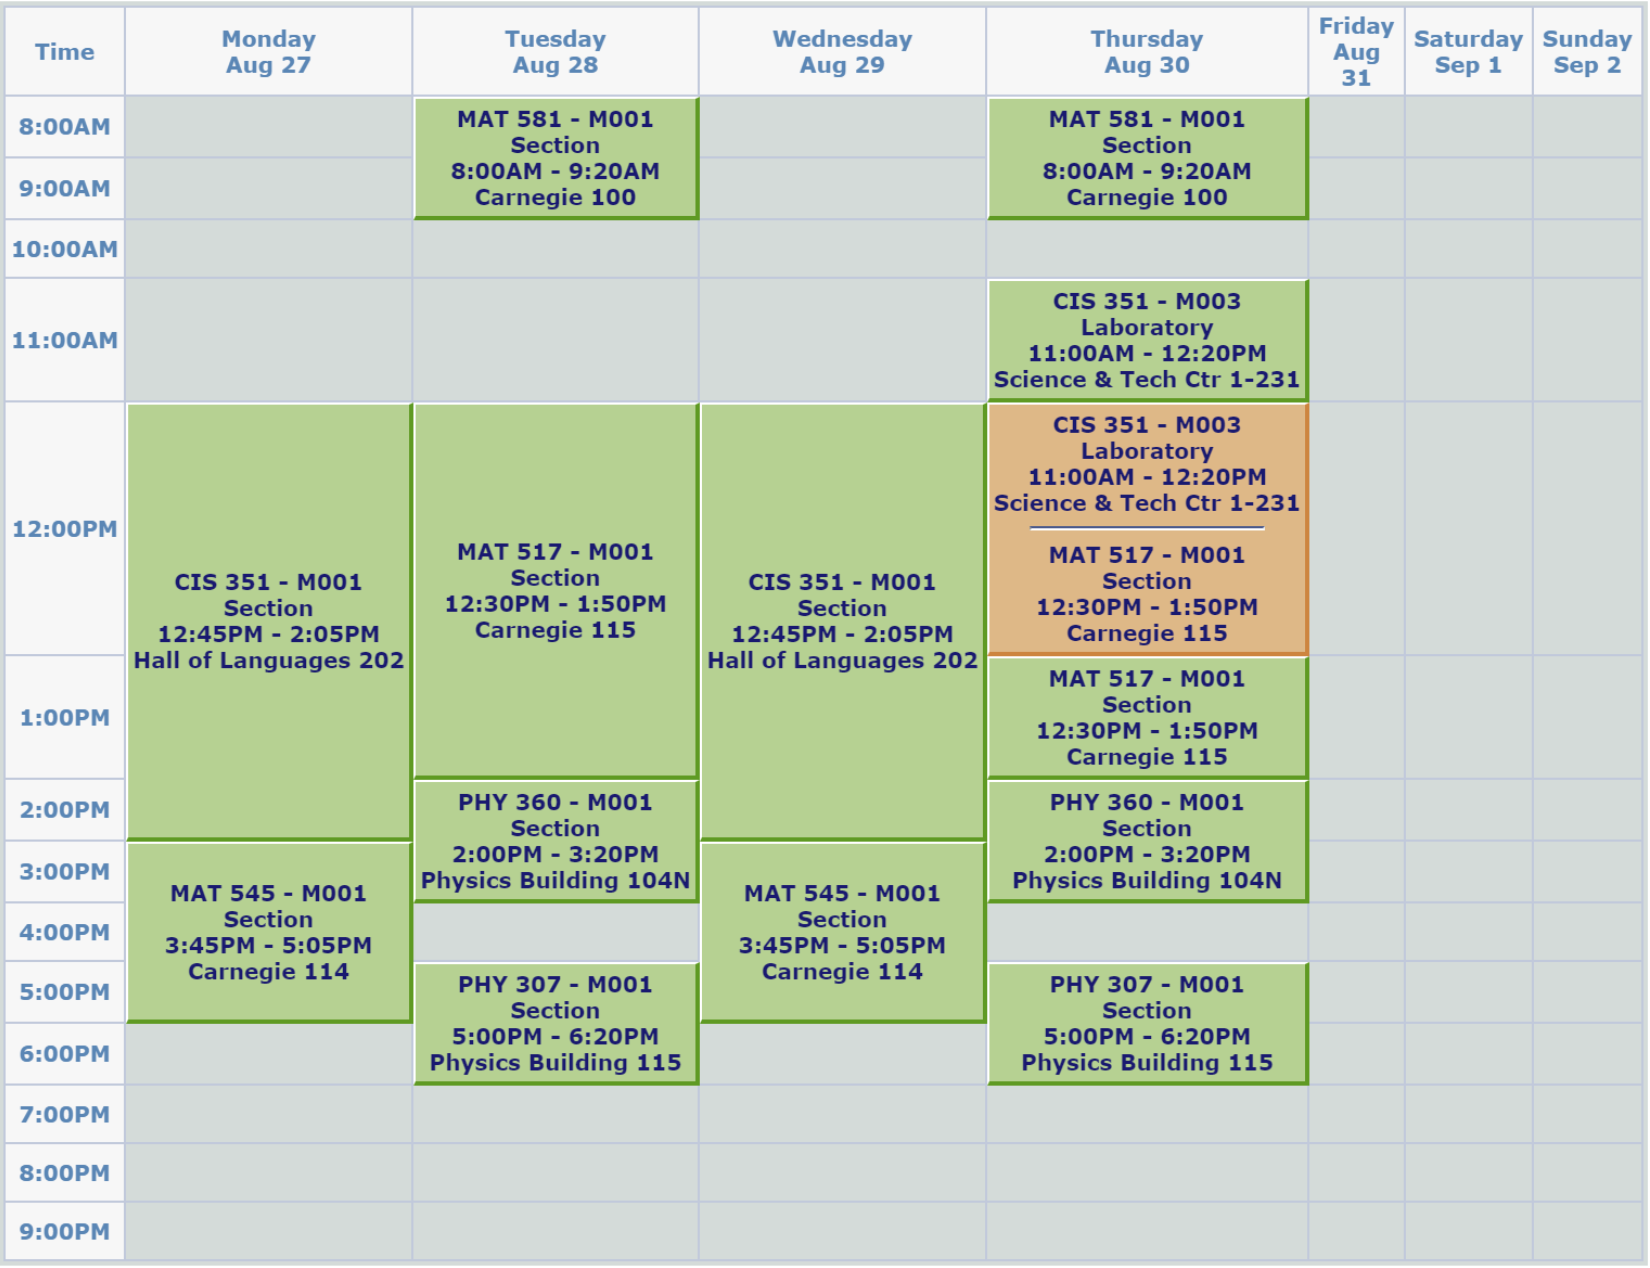 Time
Monday
Aug 27
Tuesday
Aug 28
Wednesday
Aug 29
Thursday
Aug 30
Friday
Aug
31
Saturday
Sep 1
Sunday
Sep 2
8:00AM
MAT 581 - M001
Section
8:00AM - 9:20AM
Carnegie 100
MAT 581 - M001
Section
8:00AM - 9:20AM
Carnegie 100
9:00AM
10:00AM
11:00AM
CIS 351 - M003
Laboratory
11:00AM - 12:20PM
Science & Tech Ctr 1-231
12:00PM
CIS 351 - M001
Section
12:45PM - 2:05PM
Hall of Languages 202
MAT 517 - M001
Section
12:30PM - 1:50PM
Carnegie 115
CIS 351 - M001
Section
12:45PM - 2:05PM
Hall of Languages 202
CIS 351 - M003
Laboratory
11:00AM - 12:20PM
Science & Tech Ctr 1-231
MAT 517 - M001
Section
12:30PM - 1:50PM
Carnegie 115
1:00PM
MAT 517 - M001
Section
12:30PM - 1:50PM
Carnegie 115
2:00PM
PHY 360 - M001
Section
2:00PM - 3:20PM
Physics Building 104N
PHY 360 - M001
Section
2:00PM - 3:20PM
Physics Building 104N
3:00PM
MAT 545 - M001
Section
3:45PM - 5:05PM
Carnegie 114
MAT 545 - M001
Section
3:45PM - 5:05PM
Carnegie 114
4:00PM
5:00PM
PHY 307 - M001
Section
5:00PM - 6:20PM
Physics Building 115
PHY 307 - M001
Section
5:00PM - 6:20PM
Physics Building 115
6:00PM
7:00PM
8:00PM
9:00PM